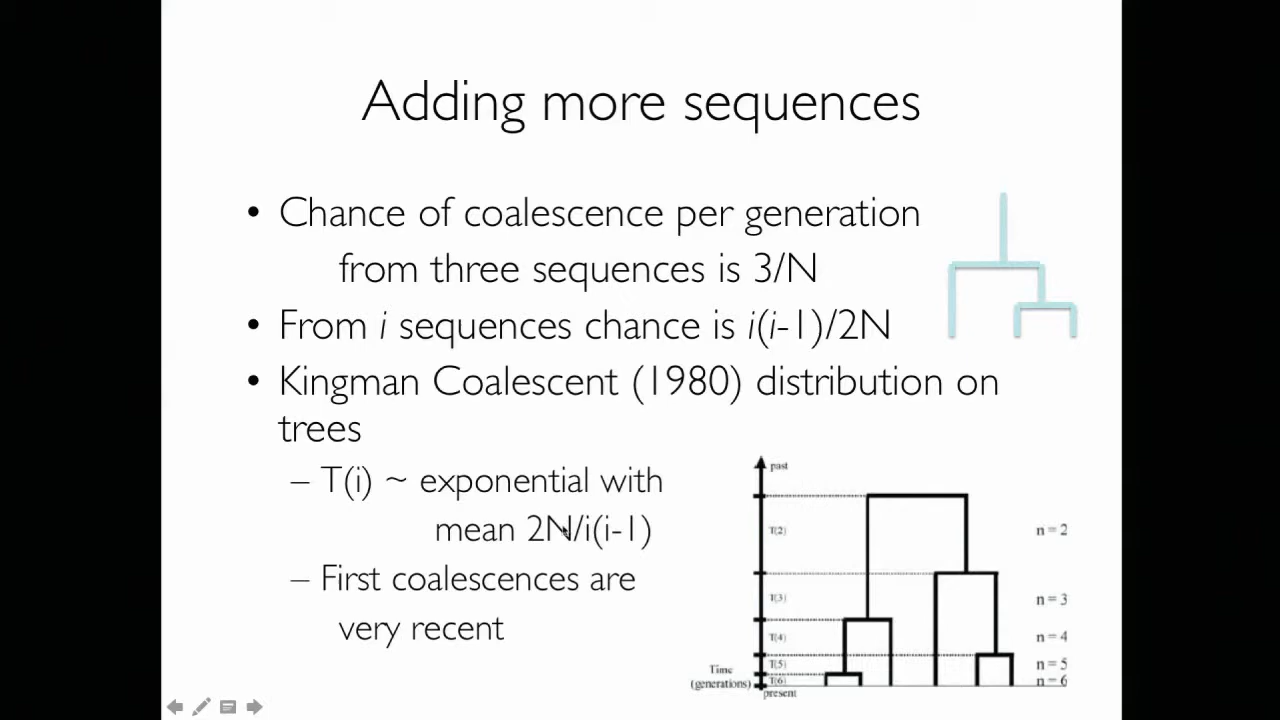 Adding more sequences
• Chance of coalescence per generation
from three sequences is 3/N
• From i sequences chance is i(i-1)/2N
• Kingman Coalescent (1980) distribution on
trees
– T(i) ~ exponential with
mean 2N/i(i-1)
– First coalescences are
very recent
past
T(2)
n = 2
T(3)
n = 3
T(4)
n = 4
T(5)
n = 5
T(6)
n = 6
Time
(generations)
present